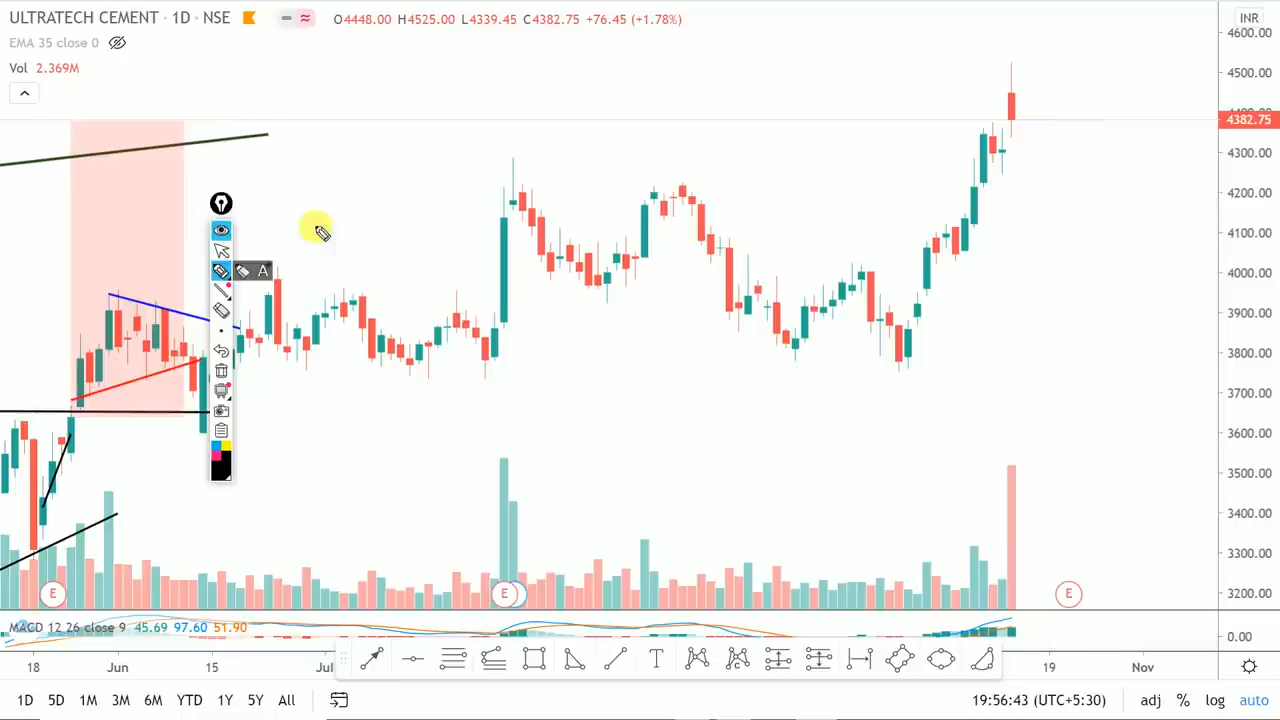 ULTRATECH CEMENT · 1D · NSE O4448.00 H4525.00 L4339.45 C4382.75 +76.45 (+1.78%) INR
EMA 35 close 0
Vol 2.369M
4600.00
4500.00
4382.75
4300.00
4200.00
4100.00
4000.00
3900.00
3800.00
3700.00
3600.00
3500.00
3400.00
3300.00
3200.00
A
E E E
MACD 12 26 close 9 45.69 97.60 51.90 0.00
18 Jun 15 Jul 19 Nov
T
1D 5D 1M 3M 6M YTD 1Y 5Y All 19:56:43 (UTC+5:30) adj % log auto